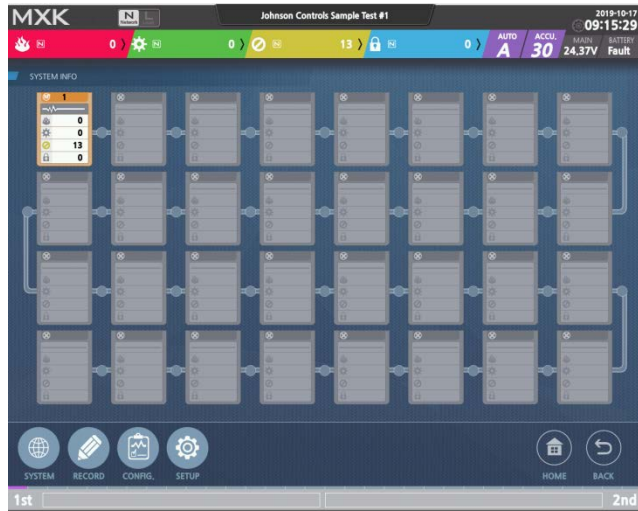 MXK
N
Network
L
Johnson Controls Sample Test #1
2019-10-17
09:15:29
N 0
N 0
N 13
N 0
AUTO
A
ACCU.
30
MAIN
24.37V
BATTERY
Fault
SYSTEM INFO
1
0
0
13
0
SYSTEM
RECORD
CONFIG.
SETUP
HOME
BACK
1st
2nd